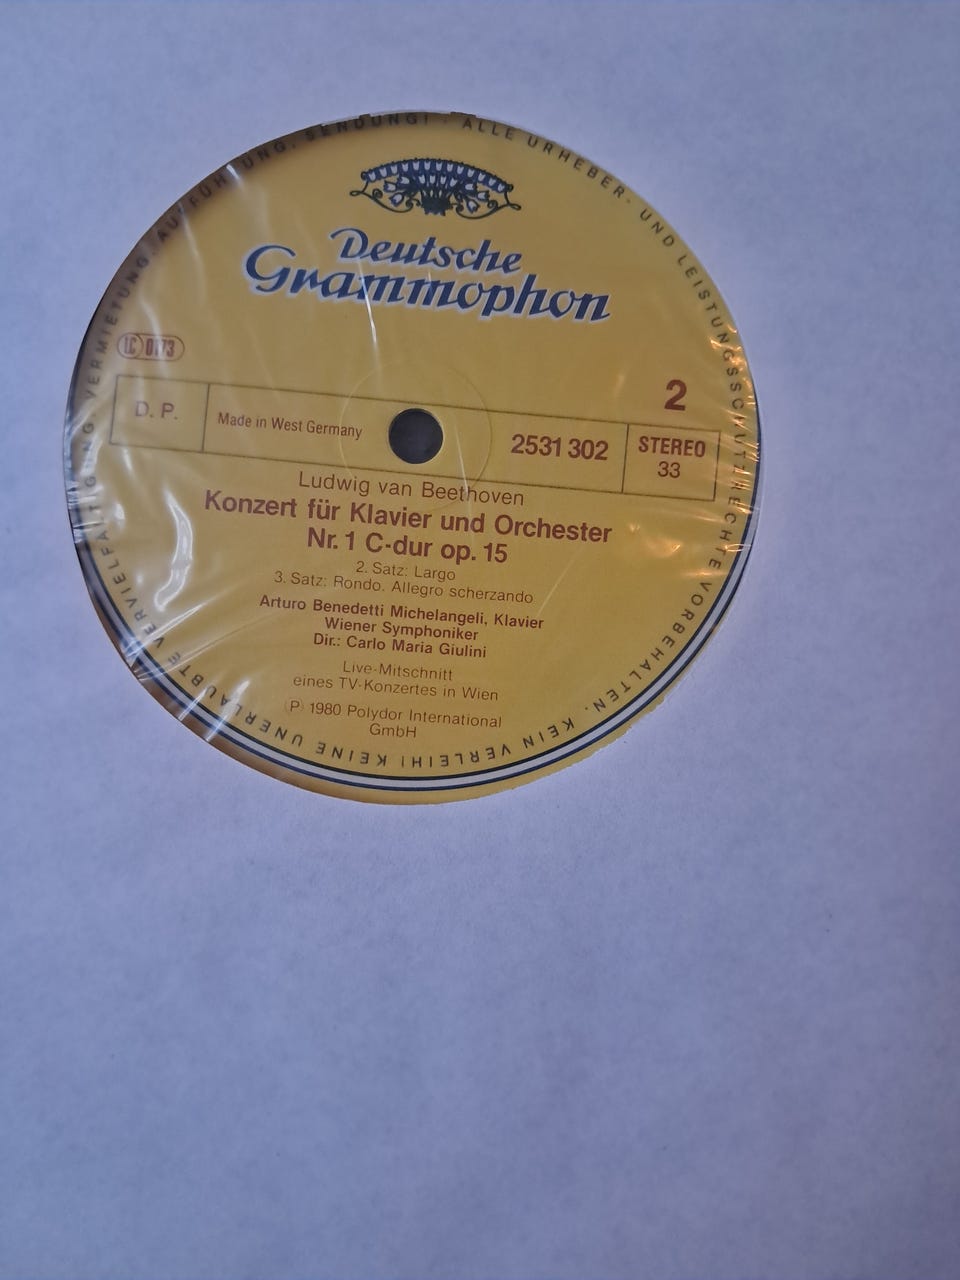 Deutsche
Grammophon
LC 0173
2
D. P.
Made in West Germany
2531 302
STEREO
33
Ludwig van Beethoven
Konzert für Klavier und Orchester
Nr. 1 C-dur op. 15
2. Satz: Largo
3. Satz: Rondo. Allegro scherzando
Arturo Benedetti Michelangeli, Klavier
Wiener Symphoniker
Dir.: Carlo Maria Giulini
Live-Mitschnitt
eines TV-Konzertes in Wien
(P) 1980 Polydor International
GmbH
ALLE URHEBER- UND LEISTUNGSSCHUTZRECHTE VORBEHALTEN. KEIN VERLEIH! KEINE UNERLAUBTE VERVIELFÄLTIGUNG, VERMIETUNG, AUFFÜHRUNG, SENDUNG!